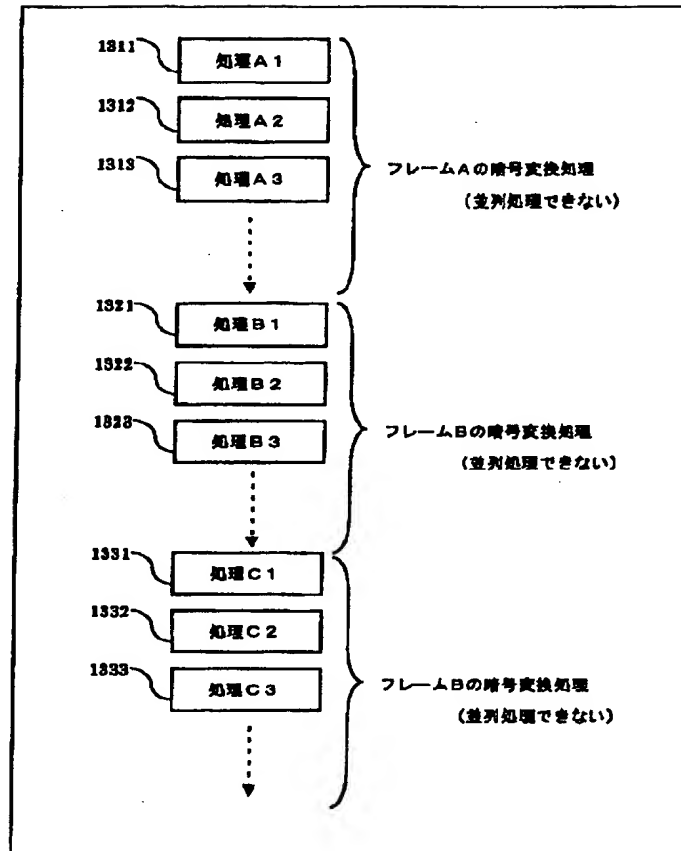 1311
処理A1
1312
処理A2
1313
処理A3
フレームAの暗号変換処理
(並列処理できない)
1321
処理B1
1322
処理B2
1323
処理B3
フレームBの暗号変換処理
(並列処理できない)
1331
処理C1
1332
処理C2
1333
処理C3
フレームBの暗号変換処理
(並列処理できない)